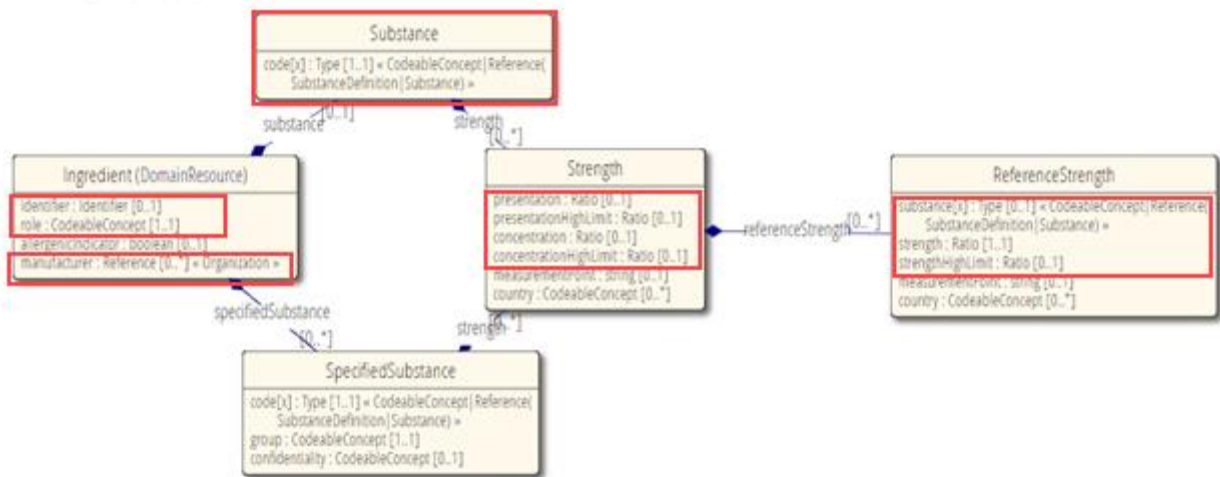 Substance
code[x] : Type [1..1] « CodeableConcept|Reference(
SubstanceDefinition|Substance) »
substance
[0..1]
strength
[0..*]
Ingredient (DomainResource)
identifier : Identifier [0..1]
role : CodeableConcept [1..1]
allergenicIndicator : boolean [0..1]
manufacturer : Reference [0..*] « Organization »
Strength
presentation : Ratio [0..1]
presentationHighLimit : Ratio [0..1]
concentration : Ratio [0..1]
concentrationHighLimit : Ratio [0..1]
measurementPoint : string [0..1]
country : CodeableConcept [0..*]
referenceStrength
[0..*]
ReferenceStrength
substance[x] : Type [0..1] « CodeableConcept|Reference(
SubstanceDefinition|Substance) »
strength : Ratio [1..1]
strengthHighLimit : Ratio [0..1]
measurementPoint : string [0..1]
country : CodeableConcept [0..*]
specifiedSubstance
[0..*]
strength
[0..*]
SpecifiedSubstance
code[x] : Type [1..1] « CodeableConcept|Reference(
SubstanceDefinition|Substance) »
group : CodeableConcept [1..1]
confidentiality : CodeableConcept [0..1]